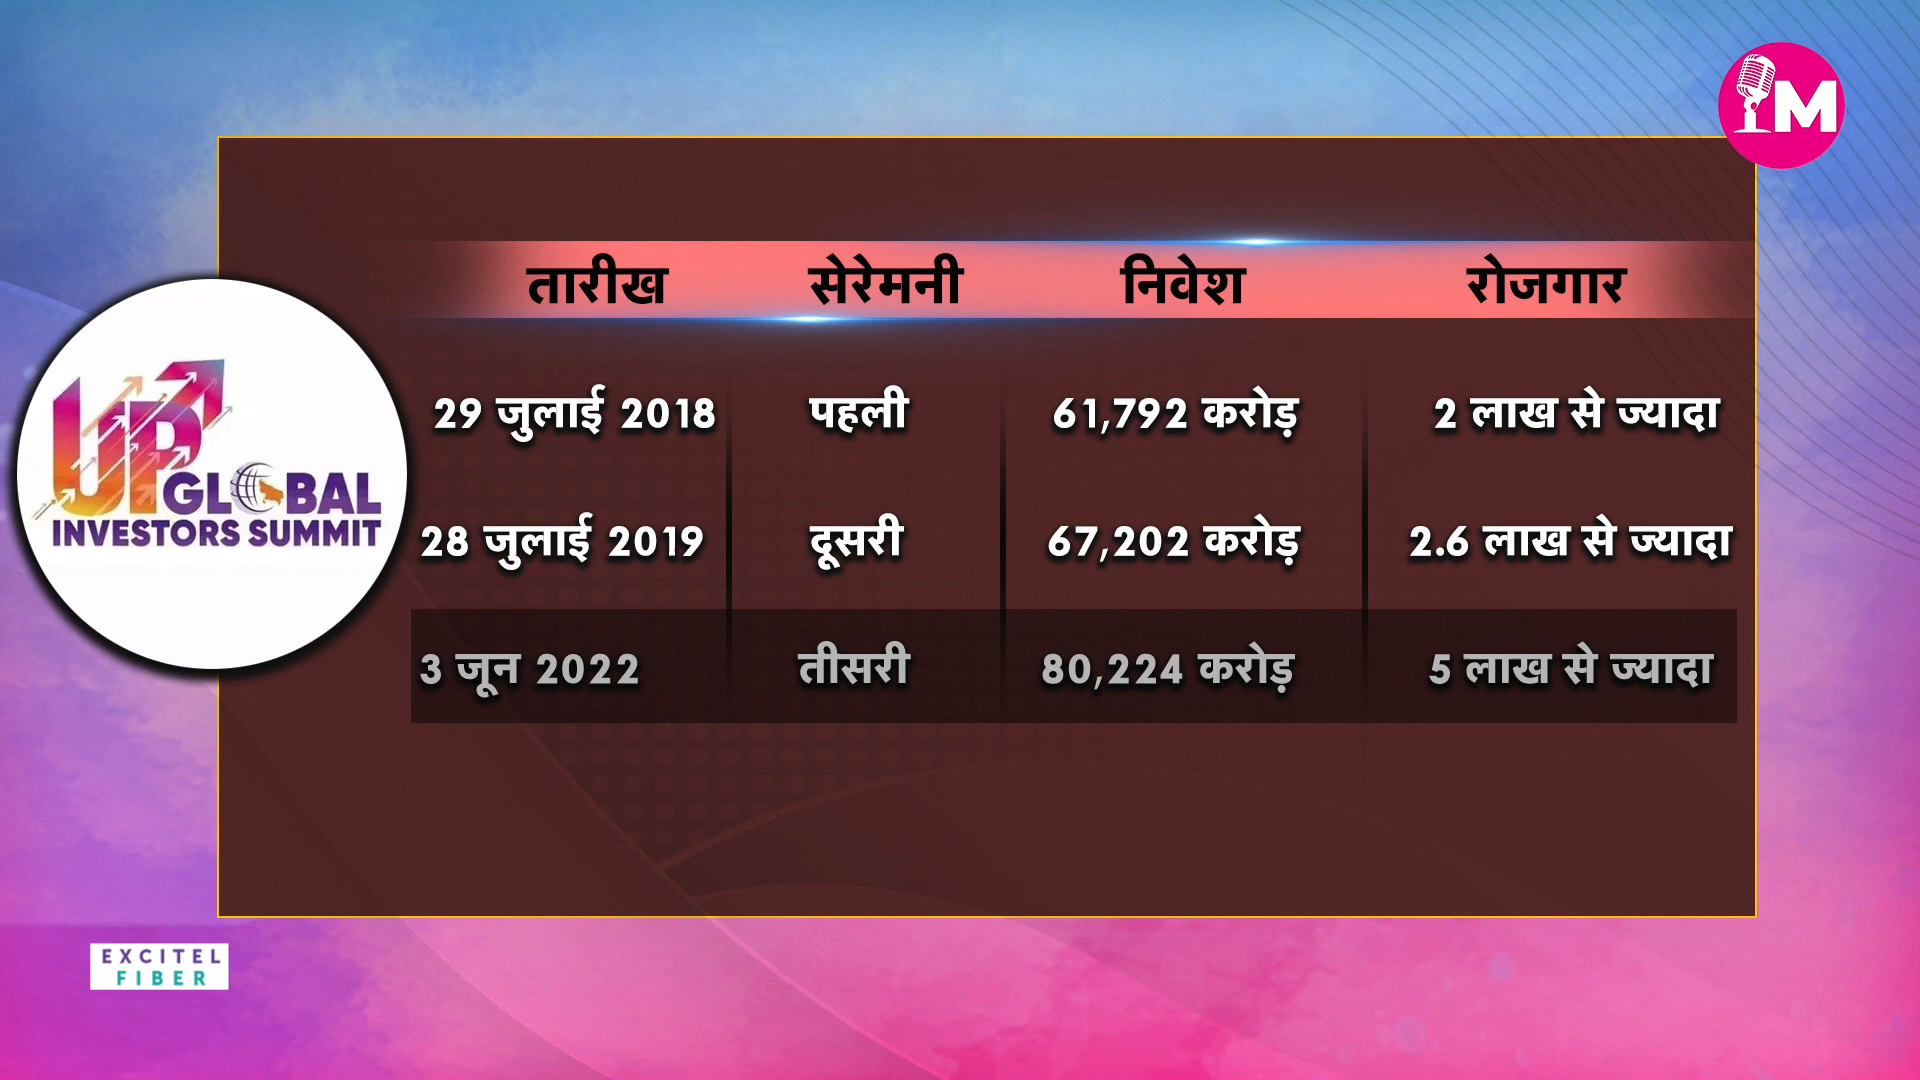 M
तारीख सेरेमनी निवेश रोजगार
29 जुलाई 2018 पहली 61,792 करोड़ 2 लाख से ज्यादा
28 जुलाई 2019 दूसरी 67,202 करोड़ 2.6 लाख से ज्यादा
3 जून 2022 तीसरी 80,224 करोड़ 5 लाख से ज्यादा
UP GLOBAL
INVESTORS SUMMIT
EXCITEL
FIBER